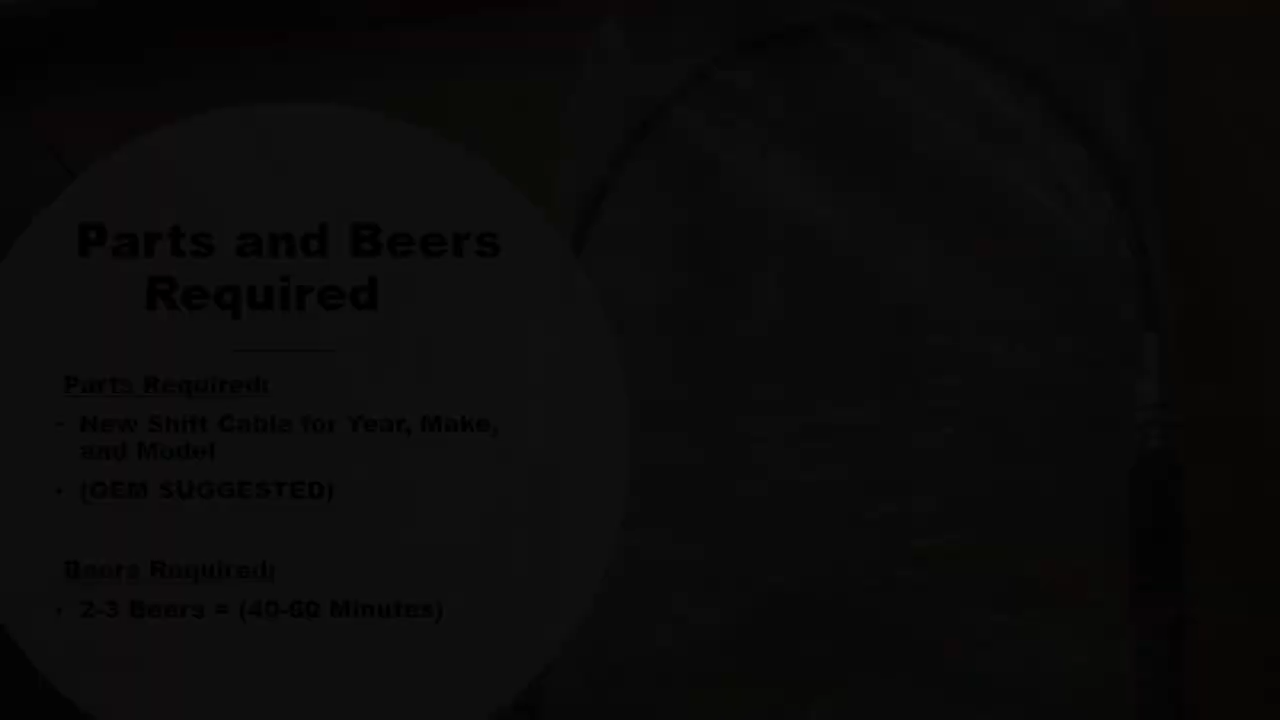 Parts and Beers
Required
Parts Required:
• New Shift Cable for Year, Make,
and Model
• (OEM SUGGESTED)
Beers Required:
• 2-3 Beers = (40-60 Minutes)